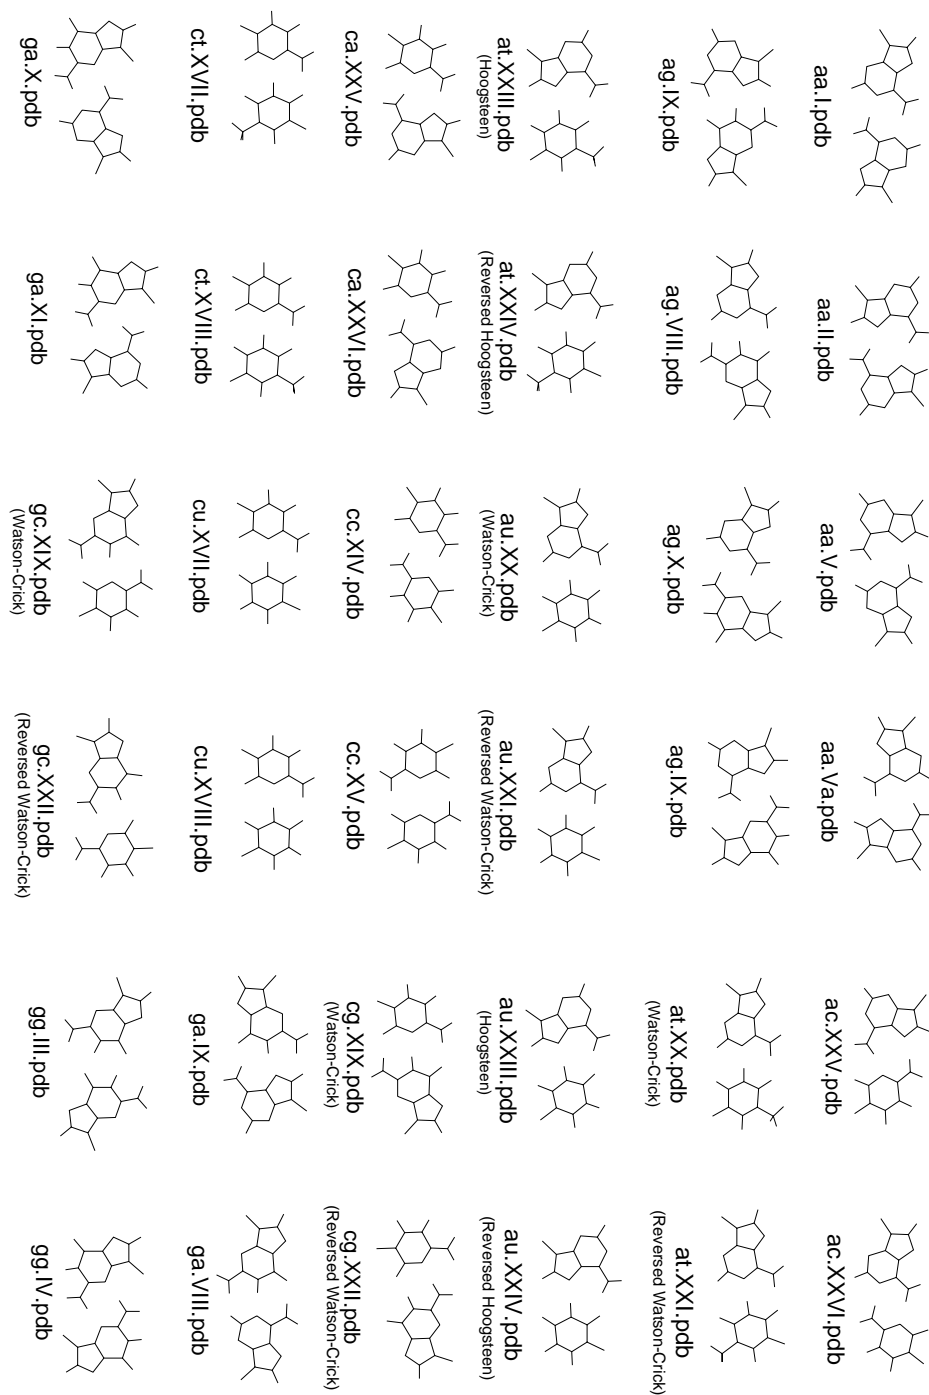 aa.I.pdb
aa.II.pdb
aa.V.pdb
aa.Va.pdb
ac.XXV.pdb
ac.XXVI.pdb
ag.IX.pdb
ag.VIII.pdb
ag.X.pdb
ag.IX.pdb
at.XX.pdb
(Watson-Crick)
at.XXI.pdb
(Reversed Watson-Crick)
at.XXIII.pdb
(Hoogsteen)
at.XXIV.pdb
(Reversed Hoogsteen)
au.XX.pdb
(Watson-Crick)
au.XXI.pdb
(Reversed Watson-Crick)
au.XXIII.pdb
(Hoogsteen)
au.XXIV.pdb
(Reversed Hoogsteen)
ca.XXV.pdb
ca.XXVI.pdb
cc.XIV.pdb
cc.XV.pdb
cg.XIX.pdb
(Watson-Crick)
cg.XXII.pdb
(Reversed Watson-Crick)
ct.XVII.pdb
ct.XVIII.pdb
cu.XVII.pdb
cu.XVIII.pdb
ga.IX.pdb
ga.VIII.pdb
ga.X.pdb
ga.XI.pdb
gc.XIX.pdb
(Watson-Crick)
gc.XXII.pdb
(Reversed Watson-Crick)
gg.III.pdb
gg.IV.pdb